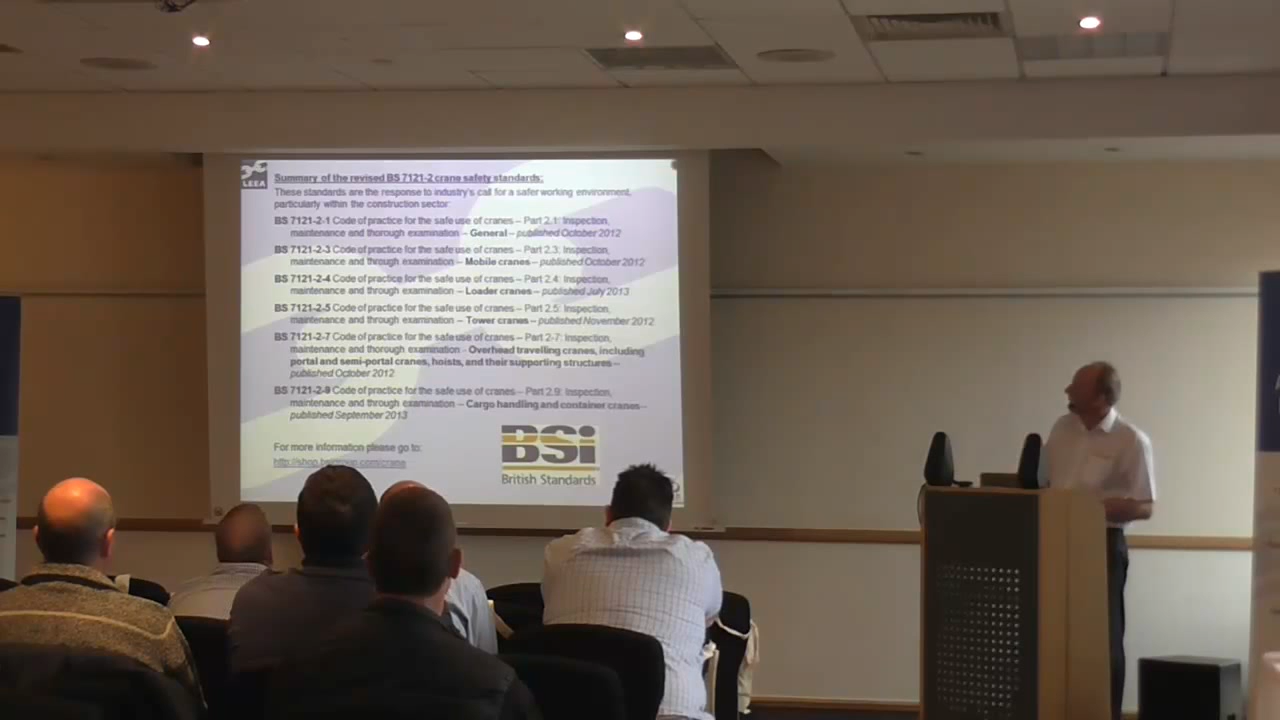 LEEA
Summary of the revised BS 7121-2 crane safety standards:
These standards are the response to industry's call for a safer working environment,
particularly within the construction sector:
BS 7121-2-1 Code of practice for the safe use of cranes – Part 2.1: Inspection,
maintenance and thorough examination – General – published October 2012
BS 7121-2-3 Code of practice for the safe use of cranes – Part 2.3: Inspection,
maintenance and through examination – Mobile cranes – published October 2012
BS 7121-2-4 Code of practice for the safe use of cranes – Part 2.4: Inspection,
maintenance and through examination – Loader cranes – published July 2013
BS 7121-2-5 Code of practice for the safe use of cranes – Part 2.5: Inspection,
maintenance and through examination – Tower cranes – published November 2012
BS 7121-2-7 Code of practice for the safe use of cranes – Part 2-7: Inspection,
maintenance and thorough examination – Overhead travelling cranes, including
portal and semi-portal cranes, hoists, and their supporting structures –
published October 2012
BS 7121-2-9 Code of practice for the safe use of cranes – Part 2.9: Inspection,
maintenance and through examination – Cargo handling and container cranes –
published September 2013
For more information please go to:
http://shop.bsigroup.com/crane
BSi
British Standards